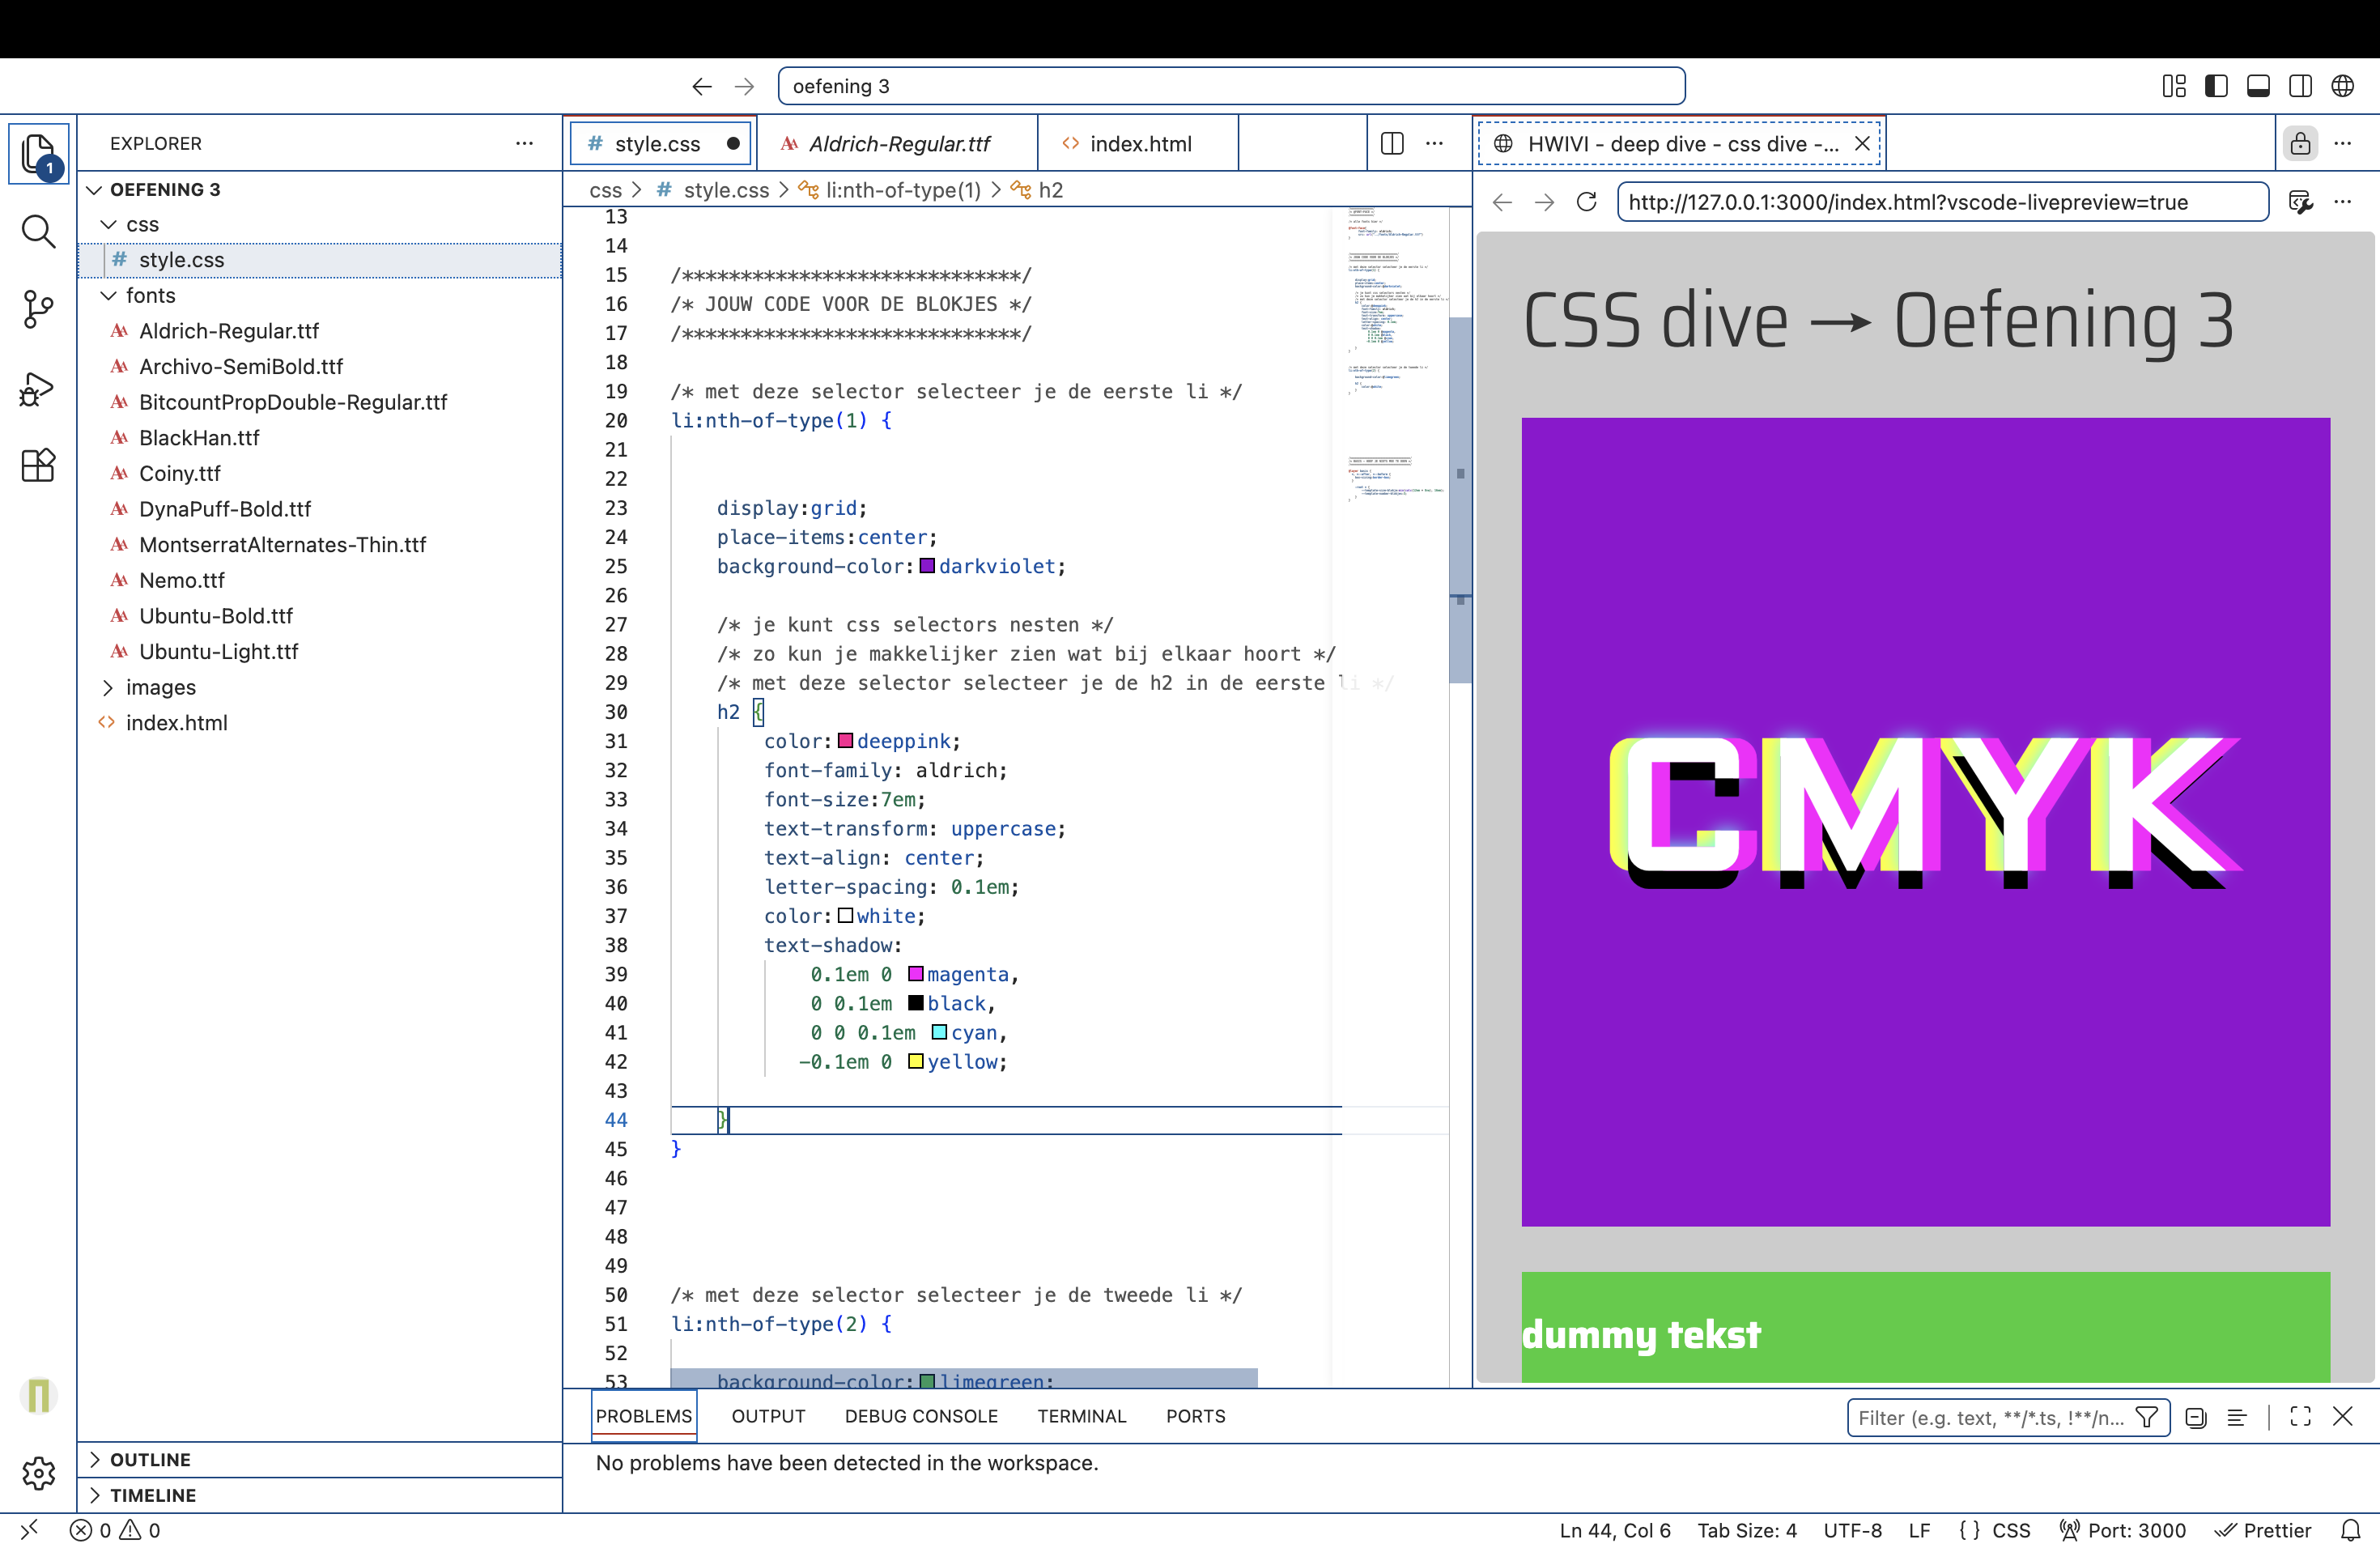 oefening 3
EXPLORER
OEFENING 3
css
# style.css
fonts
Aldrich-Regular.ttf
Archivo-SemiBold.ttf
BitcountPropDouble-Regular.ttf
BlackHan.ttf
Coiny.ttf
DynaPuff-Bold.ttf
MontserratAlternates-Thin.ttf
Nemo.ttf
Ubuntu-Bold.ttf
Ubuntu-Light.ttf
images
index.html
OUTLINE
TIMELINE
1
# style.css
Aldrich-Regular.ttf
index.html
css > # style.css > li:nth-of-type(1) > h2
13
14
15 /*****************************/
16 /* JOUW CODE VOOR DE BLOKJES */
17 /*****************************/
18
19 /* met deze selector selecteer je de eerste li */
20 li:nth-of-type(1) {
21
22
23 display:grid;
24 place-items:center;
25 background-color:darkviolet;
26
27 /* je kunt css selectors nesten */
28 /* zo kun je makkelijker zien wat bij elkaar hoort */
29 /* met deze selector selecteer je de h2 in de eerste li */
30 h2 {
31 color:deeppink;
32 font-family: aldrich;
33 font-size:7em;
34 text-transform: uppercase;
35 text-align: center;
36 letter-spacing: 0.1em;
37 color:white;
38 text-shadow:
39 0.1em 0 magenta,
40 0 0.1em black,
41 0 0 0.1em cyan,
42 -0.1em 0 yellow;
43
44 }
45 }
46
47
48
49
50 /* met deze selector selecteer je de tweede li */
51 li:nth-of-type(2) {
52
53 background-color:limegreen;
HWIVI - deep dive - css dive -...
http://127.0.0.1:3000/index.html?vscode-livepreview=true
CSS dive → Oefening 3
CMYK
dummy tekst
PROBLEMS
OUTPUT
DEBUG CONSOLE
TERMINAL
PORTS
Filter (e.g. text, **/*.ts, !**/n...
No problems have been detected in the workspace.
0 0
Ln 44, Col 6
Tab Size: 4
UTF-8
LF
{ } CSS
Port: 3000
Prettier